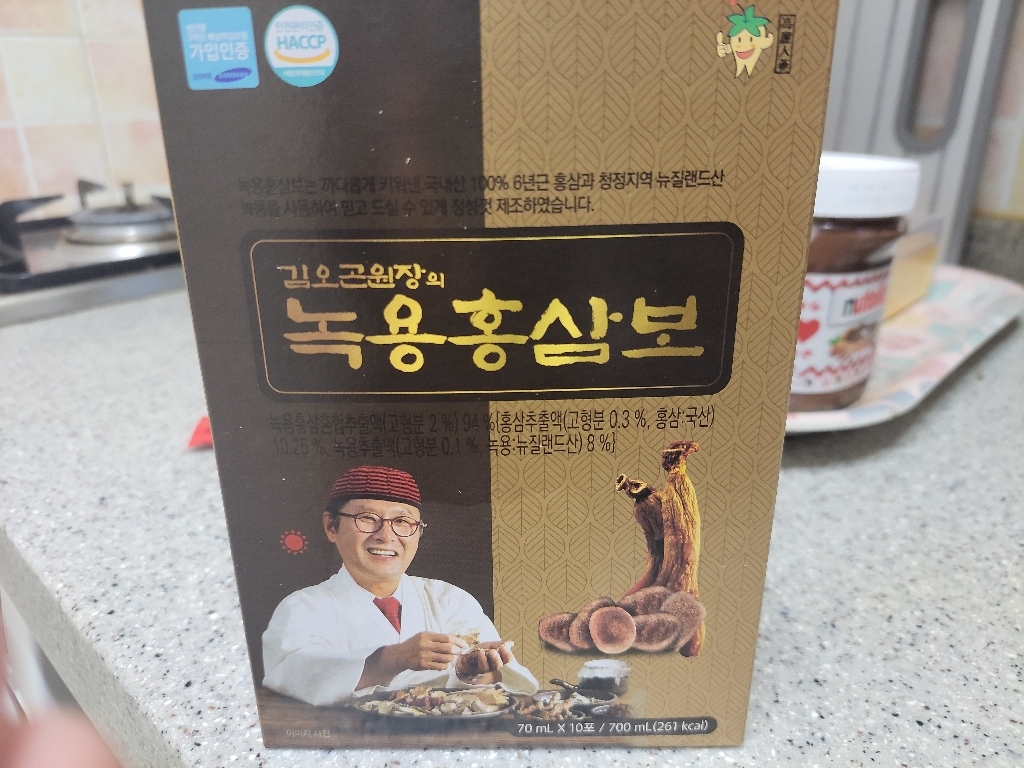 가입인증
HACCP
高麗人蔘
녹용홍삼보는 까다롭게 키워낸 국내산 100% 6년근 홍삼과 청정지역 뉴질랜드산
녹용을 사용하여 믿고 드실 수 있게 정성껏 제조하였습니다.
김오곤원장의
녹용홍삼보
녹용홍삼혼합추출액(고형분 2 %) 94 %{홍삼추출액(고형분 0.3 %, 홍삼:국산)
10.25 %, 녹용추출액(고형분 0.1 %, 녹용:뉴질랜드산) 8 %}
70 mL X 10포 / 700 mL(261 kcal)
이미지 사진
nutella